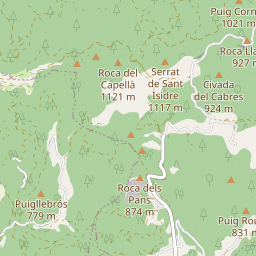 Puig Corn
1021 m
Roca Lla
927 m
Roca del
Capellà
1121 m
Serrat
de Sant
Isidre
1117 m
Civada
del Cabres
924 m
Roca dels
Pans
874 m
Puigllebrós
779 m
Puig Rou
831 m